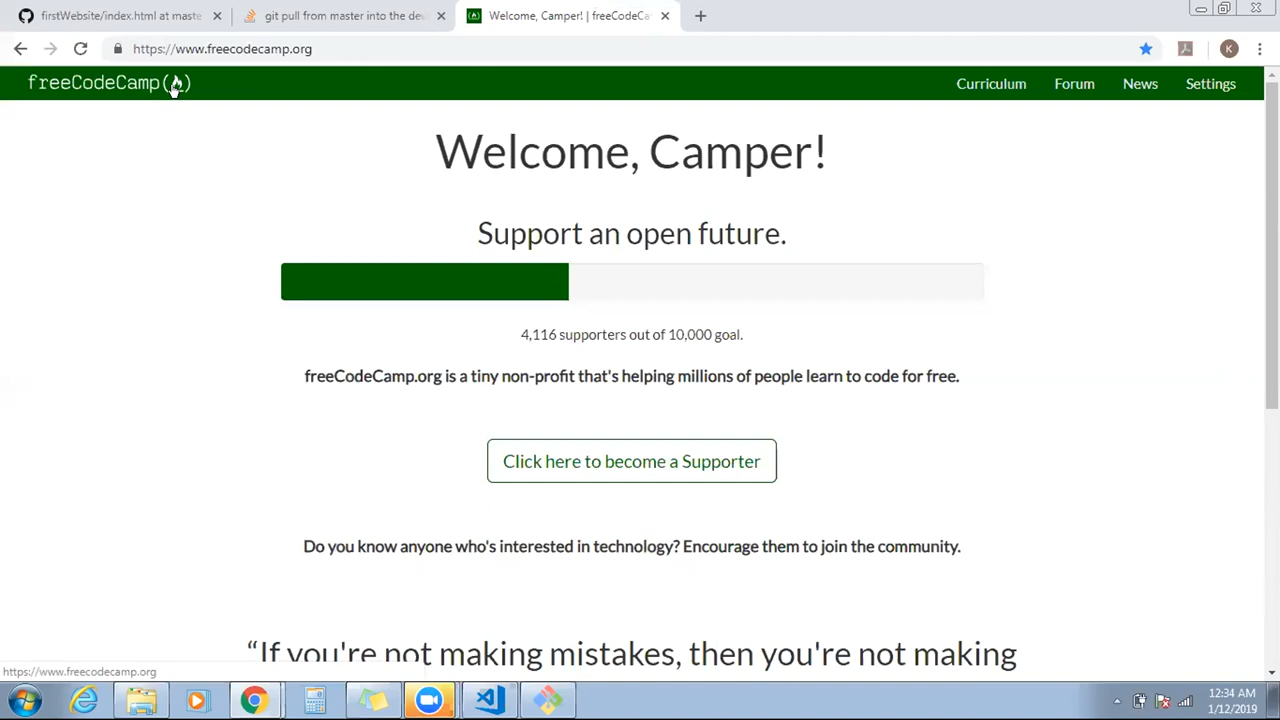 firstWebsite/index.html at maste
git pull from master into the de
Welcome, Camper! | freeCodeCa
https://www.freecodecamp.org
K
freeCodeCamp( )
Curriculum
Forum
News
Settings
Welcome, Camper!
Support an open future.
4,116 supporters out of 10,000 goal.
freeCodeCamp.org is a tiny non-profit that's helping millions of people learn to code for free.
Click here to become a Supporter
Do you know anyone who's interested in technology? Encourage them to join the community.
“If you're not making mistakes, then you're not making
https://www.freecodecamp.org
12:34 AM
1/12/2019